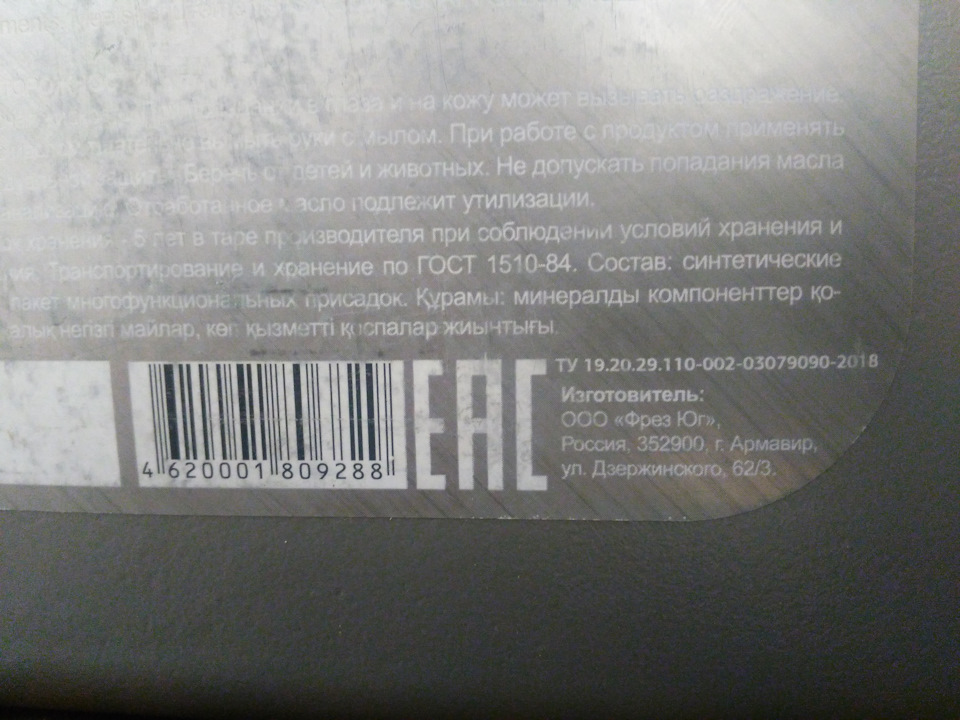 и на кожу может вызывать раздражение.
руки с мылом. При работе с продуктом применять
Беречь от детей и животных. Не допускать попадания масла
Отработанное масло подлежит утилизации.
хранения - 5 лет в таре производителя при соблюдении условий хранения и
Транспортирование и хранение по ГОСТ 1510-84. Состав: синтетические
пакет многофункциональных присадок. Құрамы: минералды компоненттер қо-
негізгі майлар, көп қызметті қоспалар жиынтығы.
ТУ 19.20.29.110-002-03079090-2018
Изготовитель:
ООО «Фрез Юг»,
Россия, 352900, г. Армавир,
ул. Дзержинского, 62/3.
4 620001 809288
EAC